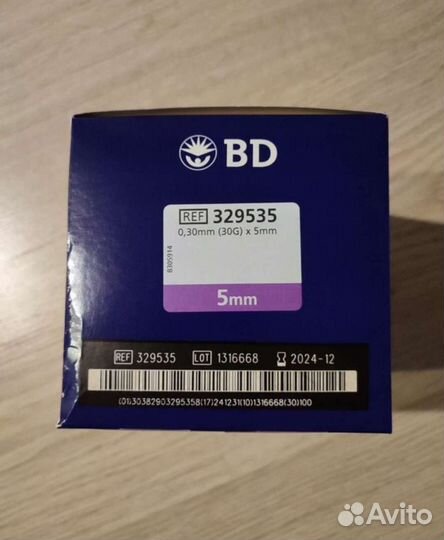 BD
REF 329535
0,30mm (30G) x 5mm
8305914
5mm
REF 329535 LOT 1316668 2024-12
(01)30382903295358(17)241231(10)1316668(30)100
Avito